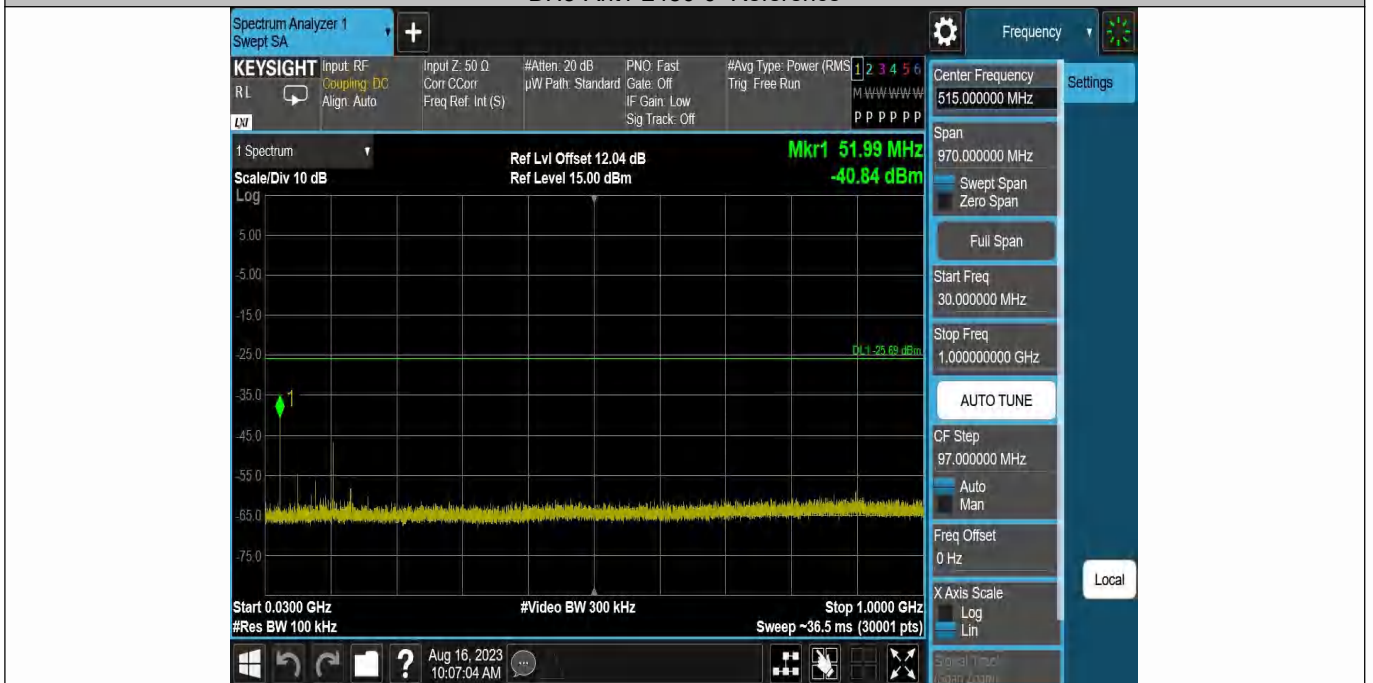 Spectrum Analyzer 1
Swept SA
Frequency
Settings
KEYSIGHT
RL
LXI
Input: RF
Coupling: DC
Align: Auto
Input Z: 50 Ω
Corr CCorr
Freq Ref: Int (S)
#Atten: 20 dB
µW Path: Standard
PNO: Fast
Gate: Off
IF Gain: Low
Sig Track: Off
#Avg Type: Power (RMS
Trig: Free Run
1 2 3 4 5 6
M W W W W W
P P P P P P
1 Spectrum
Scale/Div 10 dB
Log
Ref Lvl Offset 12.04 dB
Ref Level 15.00 dBm
Mkr1 51.99 MHz
-40.84 dBm
5.00
-5.00
-15.0
-25.0
DL1 -25.69 dBm
-35.0
1
-45.0
-55.0
-65.0
-75.0
Start 0.0300 GHz
#Res BW 100 kHz
#Video BW 300 kHz
Stop 1.0000 GHz
Sweep ~36.5 ms (30001 pts)
Center Frequency
515.000000 MHz
Span
970.000000 MHz
Swept Span
Zero Span
Full Span
Start Freq
30.000000 MHz
Stop Freq
1.000000000 GHz
AUTO TUNE
CF Step
97.000000 MHz
Auto
Man
Freq Offset
0 Hz
X Axis Scale
Log
Lin
Signal Track
(Span Zoom)
Local
?
Aug 16, 2023
10:07:04 AM